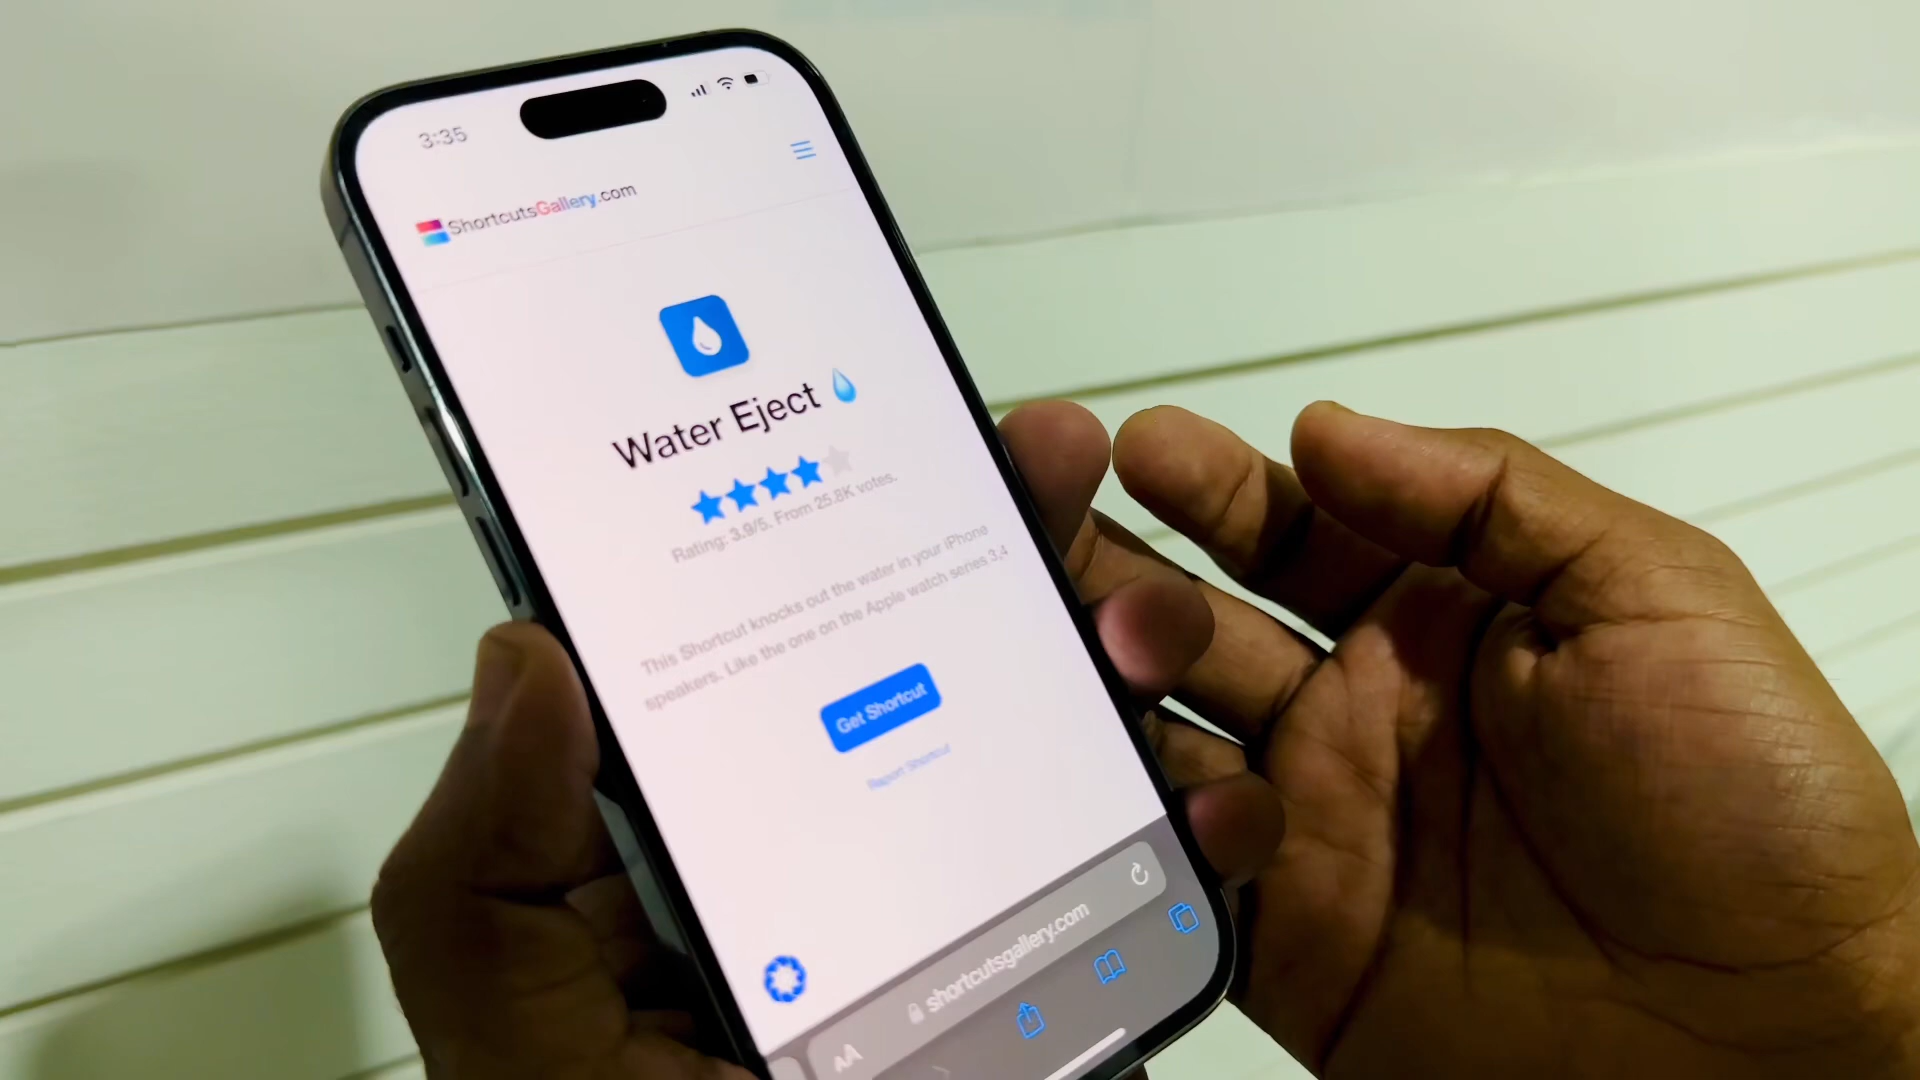 3:35
ShortcutsGallery.com
Water Eject 💧
Rating: 3.9/5. From 25.8K votes.
This Shortcut knocks out the water in your iPhone
speakers. Like the one on the Apple watch series 3,4
Get Shortcut
Report Shortcut
shortcutsgallery.com
AA